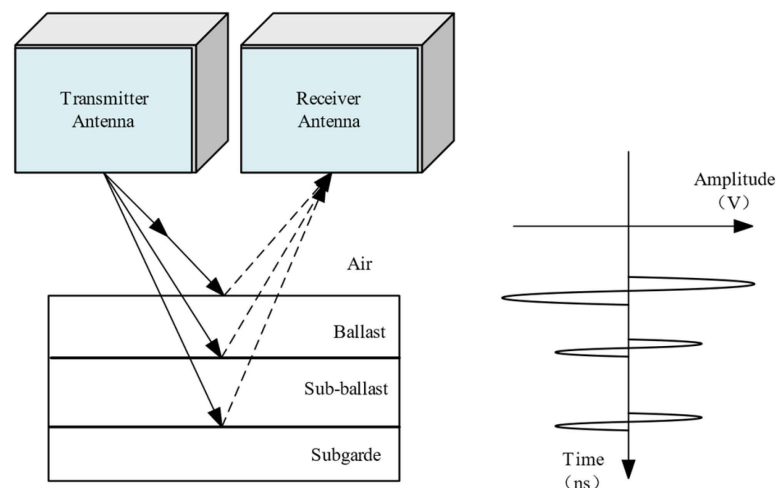 Transmitter
Antenna
Receiver
Antenna
Air
Ballast
Sub-ballast
Subgarde
Amplitude
（V）
Time
（ns）